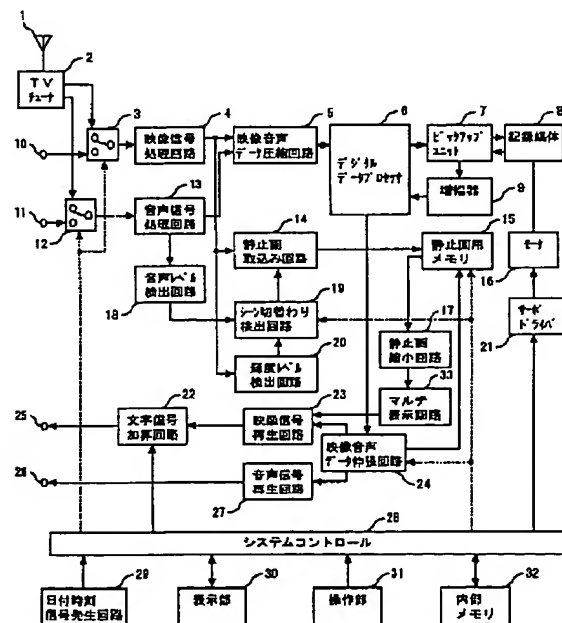 1
2
TV
チューナ
3
4
5
6
7
8
10
映像信号
処理回路
映像音声
データ圧縮回路
デジタル
データプロセッサ
ピックアップ
ユニット
記録媒体
13
9
増幅器
11
12
音声信号
処理回路
14
15
静止画
取込み回路
静止画用
メモリ
16
モータ
音声レベル
検出回路
18
19
シーン切替わり
検出回路
17
静止画
縮小回路
サーボ
ドライバ
21
20
輝度レベル
検出回路
33
マルチ
表示回路
22
23
25
文字信号
加算回路
映像信号
再生回路
映像音声
データ伸張回路
24
26
音声信号
再生回路
27
28
システムコントロール
29
30
31
32
日付時刻
信号発生回路
表示部
操作部
内部
メモリ